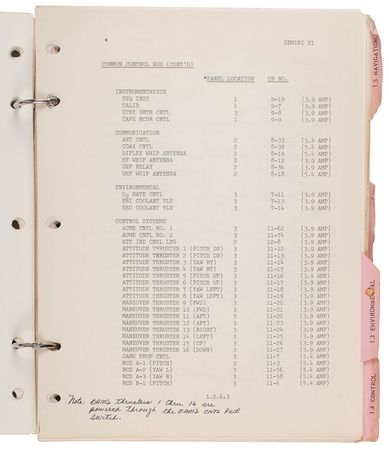 GEMINI XI
COMMON CONTROL BUS (CONT'D)
*PANEL LOCATION CB NO.
INSTRUMENTATION
SEQ INST 1 9-19 (3.9 AMP)
CALIB 1 9-7 (3.9 AMP)
STBY XMTR CNTL 3 9-8 (3.9 AMP)
TAPE RCDR CNTL 1 9-9 (3.9 AMP)
COMMUNICATION
ANT CNTL 2 8-33 (5.4 AMP)
COAX CNTL 2 8-39 (5.4 AMP)
DIPLEX WHIP ANTENNA 2 8-19 (5.4 AMP)
HF WHIP ANTENNA 2 8-12 (5.4 AMP)
UHF RELAY 2 8-34 (3.9 AMP)
UHF WHIP ANTENNA 2 8-18 (5.4 AMP)
ENVIRONMENTAL
O2 RATE CNTL 3 7-11 (3.9 AMP)
PRI COOLANT VLV 3 7-13 (3.9 AMP)
SEC COOLANT VLV 3 7-14 (3.9 AMP)
CONTROL SYSTEMS
ACME CNTL NO. 1 3 11-62 (3.9 AMP)
ACME CNTL NO. 2 3 11-74 (3.9 AMP)
ATT IND CNTL LDG 2 12-8 (3.9 AMP)
ATTITUDE THRUSTER 1 (PITCH DN) 3 11-12 (3.9 AMP)
ATTITUDE THRUSTER 2 (PITCH DN) 3 11-13 (3.9 AMP)
ATTITUDE THRUSTER 3 (YAW RT) 3 11-14 (3.9 AMP)
ATTITUDE THRUSTER 4 (YAW RT) 3 11-15 (3.9 AMP)
ATTITUDE THRUSTER 5 (PITCH UP) 3 11-16 (3.9 AMP)
ATTITUDE THRUSTER 6 (PITCH UP) 3 11-17 (3.9 AMP)
ATTITUDE THRUSTER 7 (YAW LEFT) 3 11-18 (3.9 AMP)
ATTITUDE THRUSTER 8 (YAW LEFT) 3 11-19 (3.9 AMP)
MANEUVER THRUSTER 9 (FWD) 3 11-20 (3.9 AMP)
MANEUVER THRUSTER 10 (FWD) 3 11-21 (3.9 AMP)
MANEUVER THRUSTER 11 (AFT) 3 11-22 (3.9 AMP)
MANEUVER THRUSTER 12 (AFT) 3 11-23 (3.9 AMP)
MANEUVER THRUSTER 13 (RIGHT) 3 11-24 (3.9 AMP)
MANEUVER THRUSTER 14 (LEFT) 3 11-25 (3.9 AMP)
MANEUVER THRUSTER 15 (UP) 3 11-26 (3.9 AMP)
MANEUVER THRUSTER 16 (DOWN) 3 11-27 (3.9 AMP)
OAMS PROP CNTL 3 11-7 (5.4 AMP)
RCS A-1 (PITCH) 3 11-3 (5.4 AMP)
RCS A-2 (YAW L) 3 11-56 (5.4 AMP)
RCS A-3 (YAW R) 3 11-58 (5.4 AMP)
RCS B-1 (PITCH) 3 11-4 (5.4 AMP)
1.2.6.3
Note: OAMS thrusters 1 thru 16 are
powered through the OAMS CNTL PWR
switch.
1.5 NAVIGATION
1.3 ENVIRONMENTAL
1.4 CONTROL